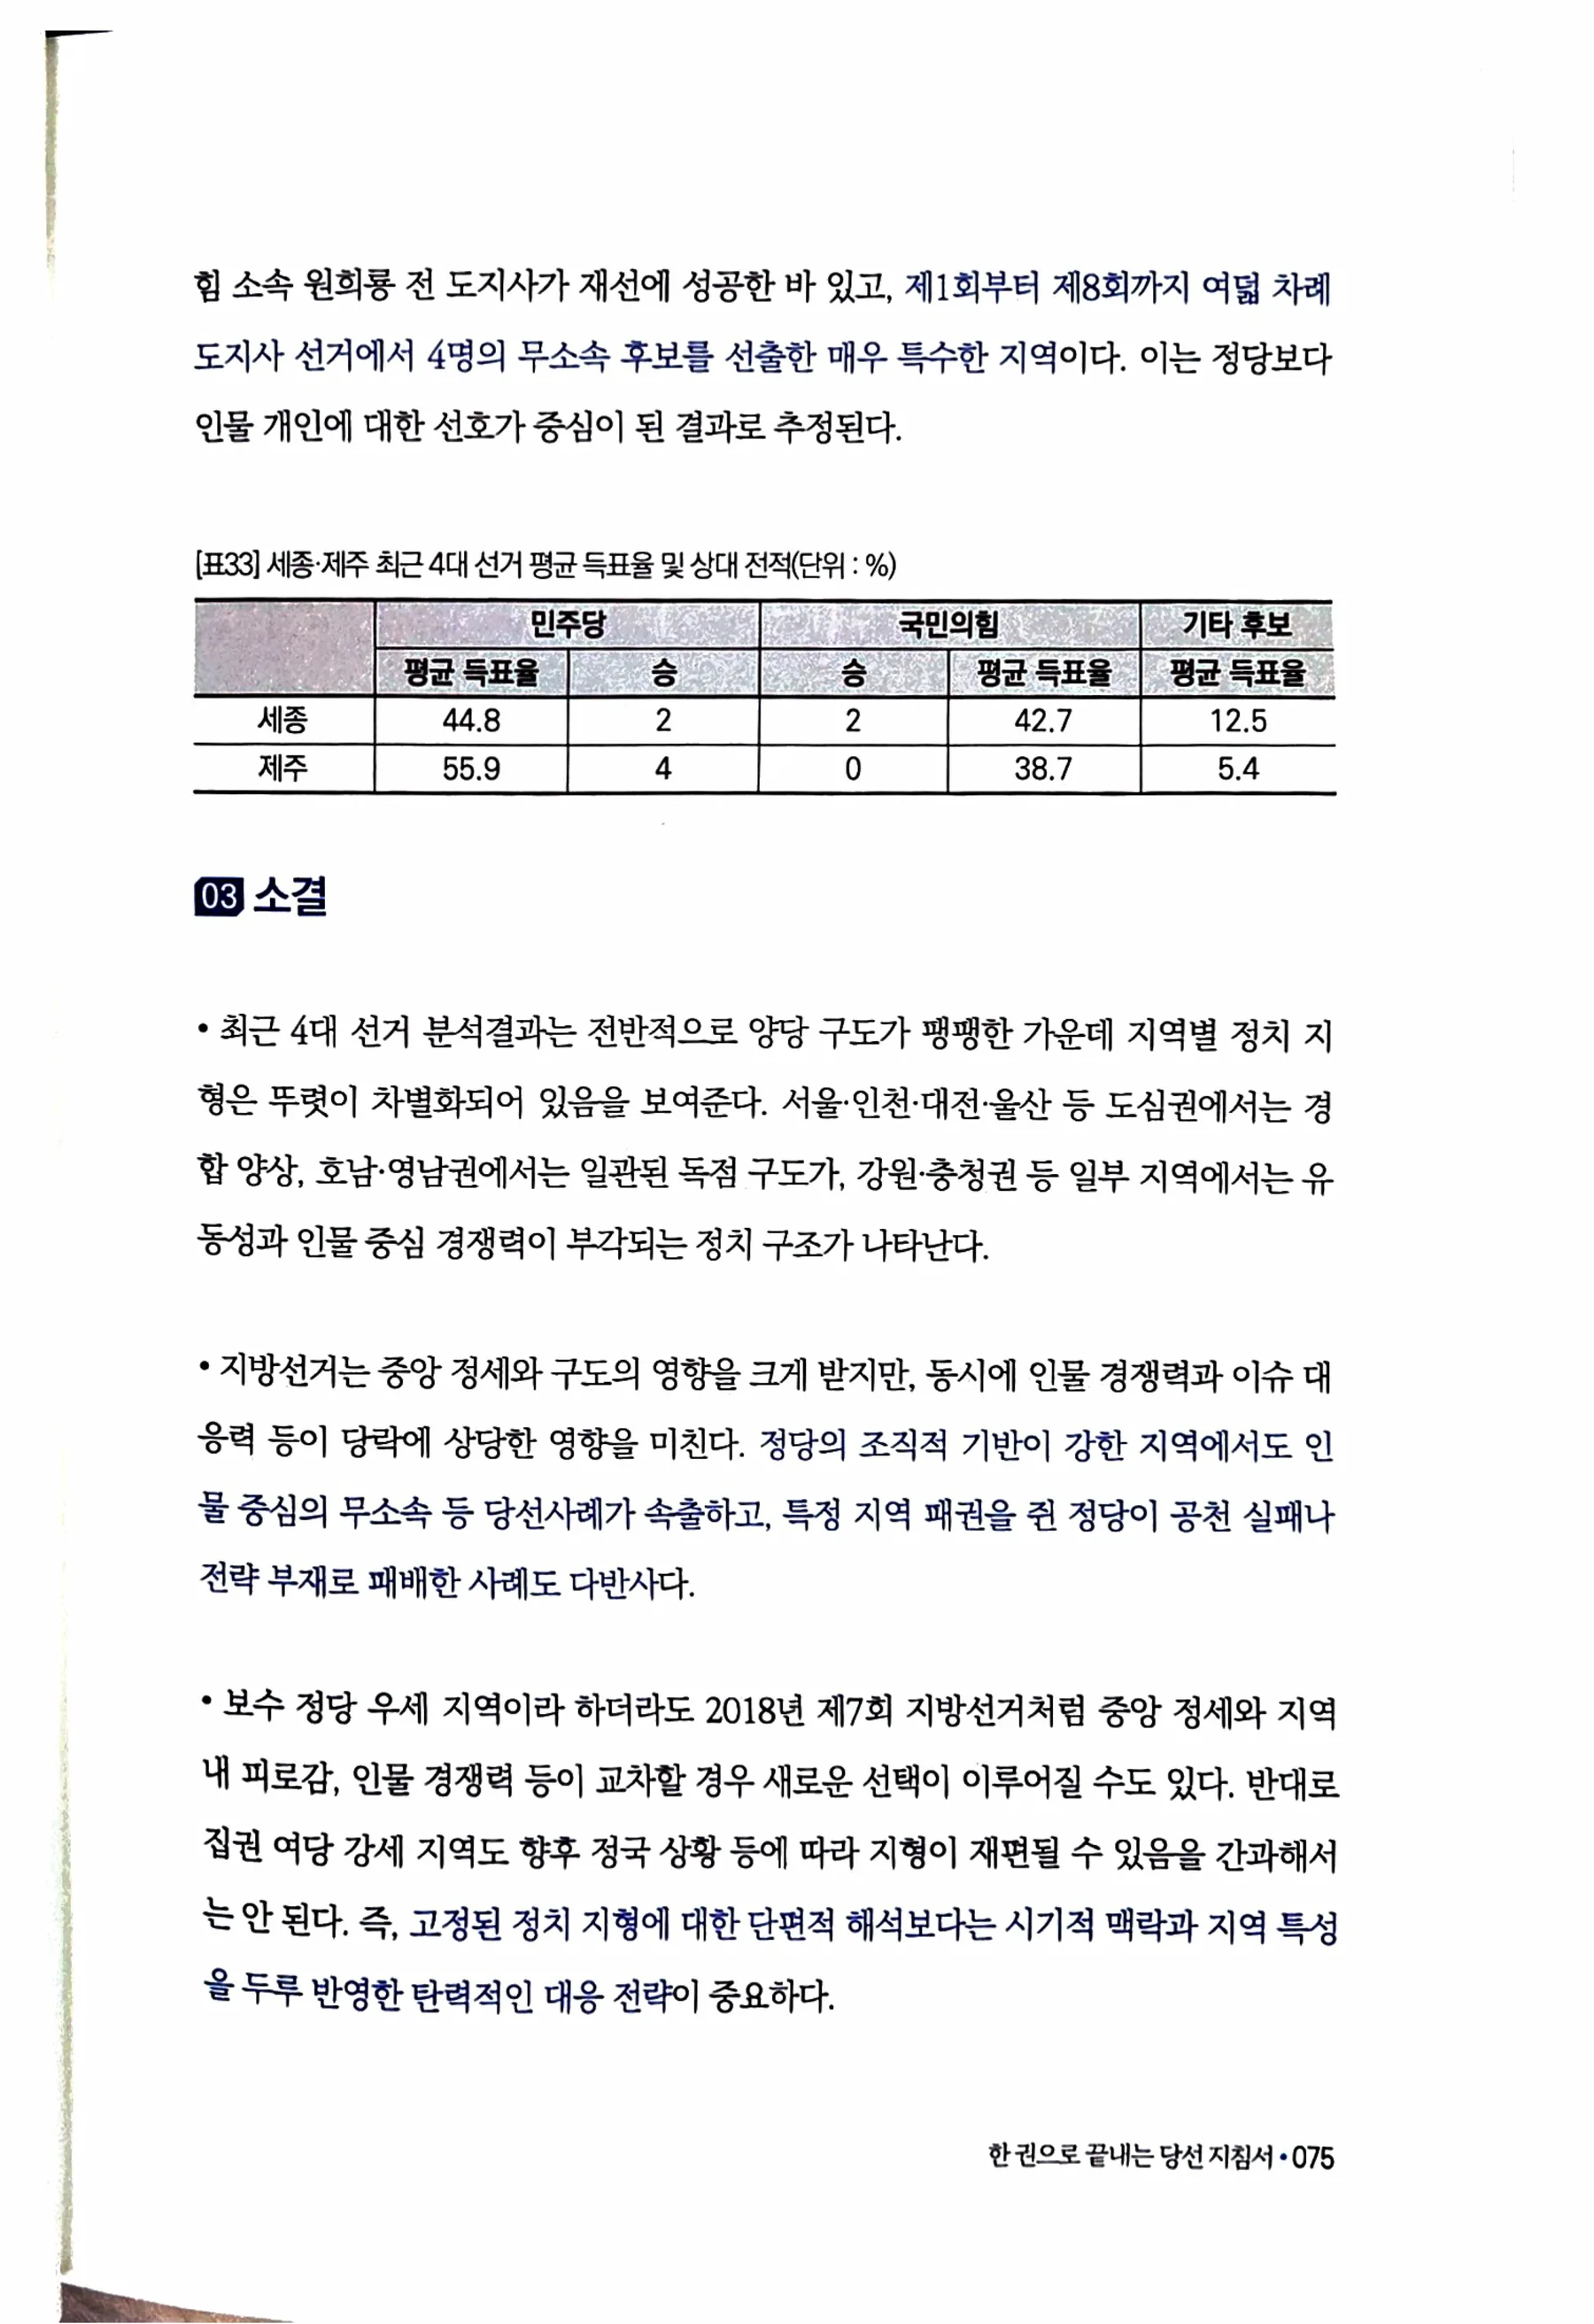 힘 소속 원희룡 전 도지사가 재선에 성공한 바 있고, 제1회부터 제8회까지 여덟 차례
도지사 선거에서 4명의 무소속 후보를 선출한 매우 특수한 지역이다. 이는 정당보다
인물 개인에 대한 선호가 중심이 된 결과로 추정된다.
[표33] 세종·제주 최근 4대 선거 평균 득표율 및 상대 전적(단위 : %)
민주당 국민의힘 기타 후보
평균 득표율 승 승 평균 득표율 평균 득표율
세종 44.8 2 2 42.7 12.5
제주 55.9 4 0 38.7 5.4
03 소결
• 최근 4대 선거 분석결과는 전반적으로 양당 구도가 팽팽한 가운데 지역별 정치 지
형은 뚜렷이 차별화되어 있음을 보여준다. 서울·인천·대전·울산 등 도심권에서는 경
합 양상, 호남·영남권에서는 일관된 독점 구도가, 강원·충청권 등 일부 지역에서는 유
동성과 인물 중심 경쟁력이 부각되는 정치 구조가 나타난다.
• 지방선거는 중앙 정세와 구도의 영향을 크게 받지만, 동시에 인물 경쟁력과 이슈 대
응력 등이 당락에 상당한 영향을 미친다. 정당의 조직적 기반이 강한 지역에서도 인
물 중심의 무소속 등 당선사례가 속출하고, 특정 지역 패권을 쥔 정당이 공천 실패나
전략 부재로 패배한 사례도 다반사다.
• 보수 정당 우세 지역이라 하더라도 2018년 제7회 지방선거처럼 중앙 정세와 지역
내 피로감, 인물 경쟁력 등이 교차할 경우 새로운 선택이 이루어질 수도 있다. 반대로
집권 여당 강세 지역도 향후 정국 상황 등에 따라 지형이 재편될 수 있음을 간과해서
는 안 된다. 즉, 고정된 정치 지형에 대한 단편적 해석보다는 시기적 맥락과 지역 특성
을 두루 반영한 탄력적인 대응 전략이 중요하다.
한 권으로 끝내는 당선 지침서 • 075